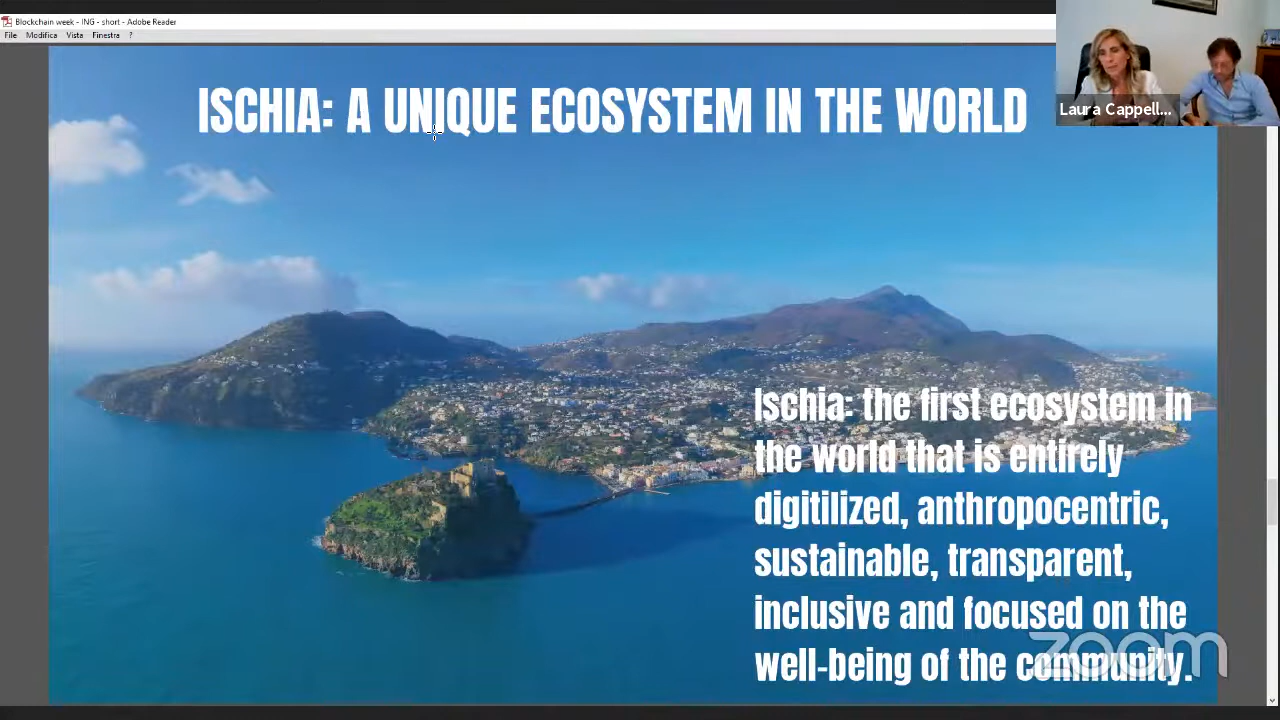 Blockchain week - ING - short - Adobe Reader
File Modifica Vista Finestra ?
Laura Cappell...
ISCHIA: A UNIQUE ECOSYSTEM IN THE WORLD
Ischia: the first ecosystem in
the world that is entirely
digitilized, anthropocentric,
sustainable, transparent,
inclusive and focused on the
well-being of the community.
zoom